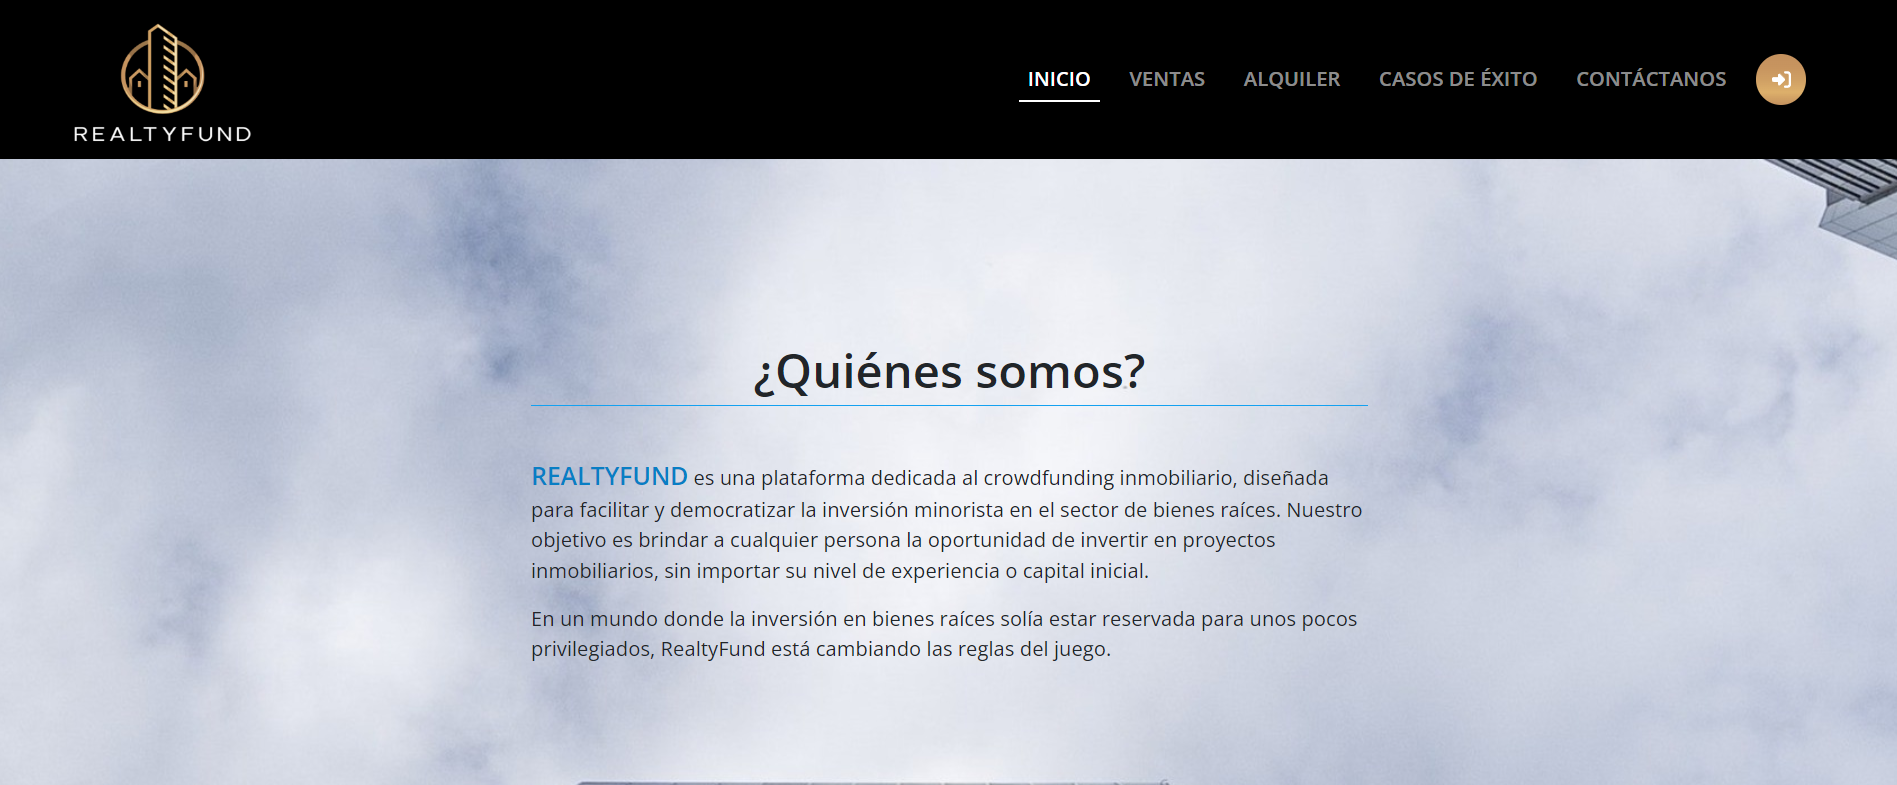 REALTYFUND
INICIO VENTAS ALQUILER CASOS DE ÉXITO CONTÁCTANOS
¿Quiénes somos?
REALTYFUND es una plataforma dedicada al crowdfunding inmobiliario, diseñada
para facilitar y democratizar la inversión minorista en el sector de bienes raíces. Nuestro
objetivo es brindar a cualquier persona la oportunidad de invertir en proyectos
inmobiliarios, sin importar su nivel de experiencia o capital inicial.
En un mundo donde la inversión en bienes raíces solía estar reservada para unos pocos
privilegiados, RealtyFund está cambiando las reglas del juego.